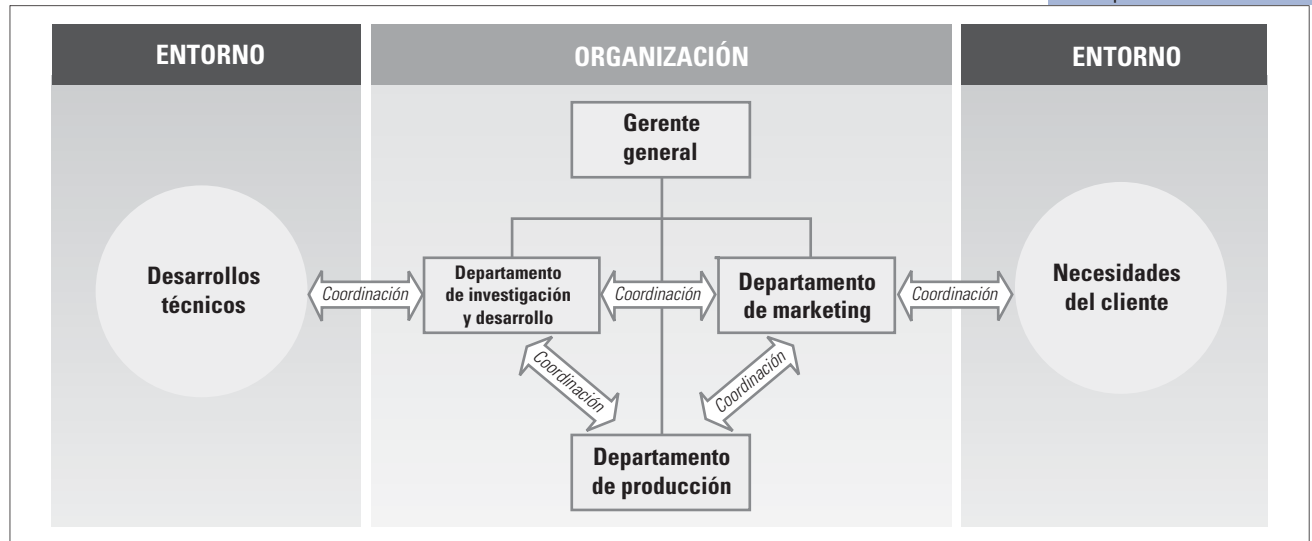 ENTORNO
ORGANIZACIÓN
ENTORNO
Gerente
general
Desarrollos
técnicos
Coordinación
Departamento
de investigación
y desarrollo
Coordinación
Departamento
de marketing
Coordinación
Necesidades
del cliente
Coordinación
Coordinación
Departamento
de producción